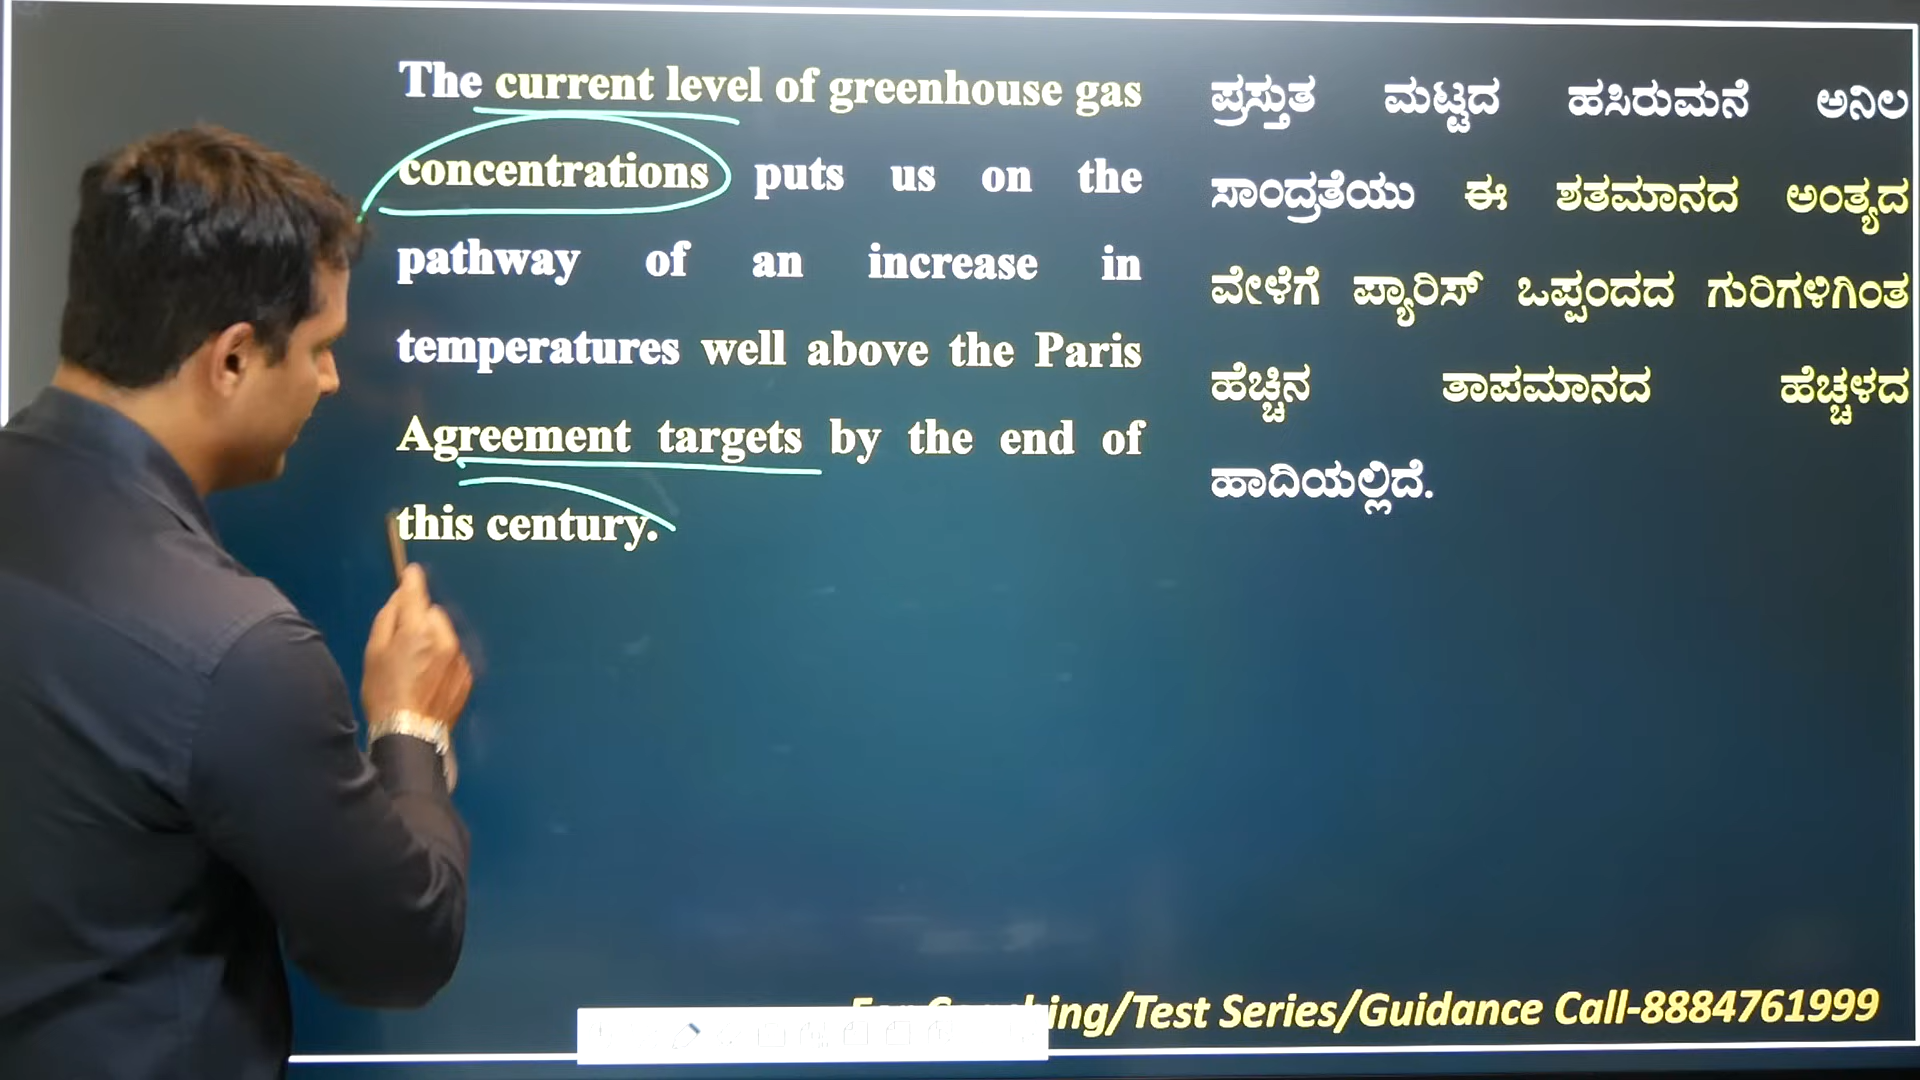 The current level of greenhouse gas
concentrations puts us on the
pathway of an increase in
temperatures well above the Paris
Agreement targets by the end of
this century.
ಪ್ರಸ್ತುತ ಮಟ್ಟದ ಹಸಿರುಮನೆ ಅನಿಲ
ಸಾಂದ್ರತೆಯು ಈ ಶತಮಾನದ ಅಂತ್ಯದ
ವೇಳೆಗೆ ಪ್ಯಾರಿಸ್ ಒಪ್ಪಂದದ ಗುರಿಗಳಿಗಿಂತ
ಹೆಚ್ಚಿನ ತಾಪಮಾನದ ಹೆಚ್ಚಳದ
ಹಾದಿಯಲ್ಲಿದೆ.
/Test Series/Guidance Call-8884761999